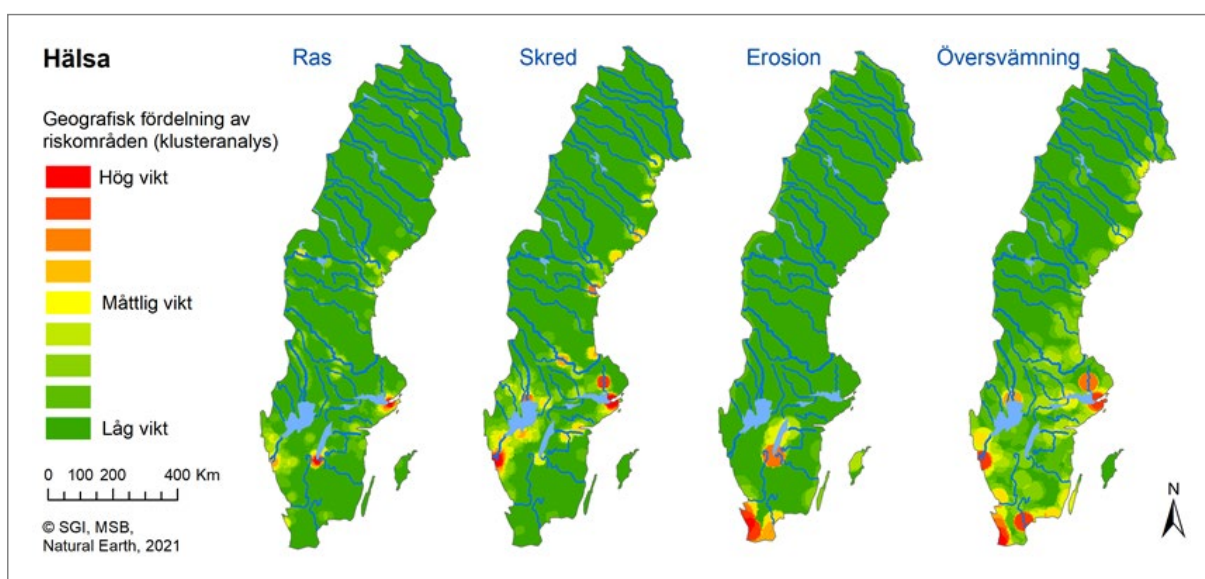 Hälsa
Ras
Skred
Erosion
Översvämning
Geografisk fördelning av
riskområden (klusteranalys)
Hög vikt
Måttlig vikt
Låg vikt
0 100 200 400 Km
© SGI, MSB,
Natural Earth, 2021
N